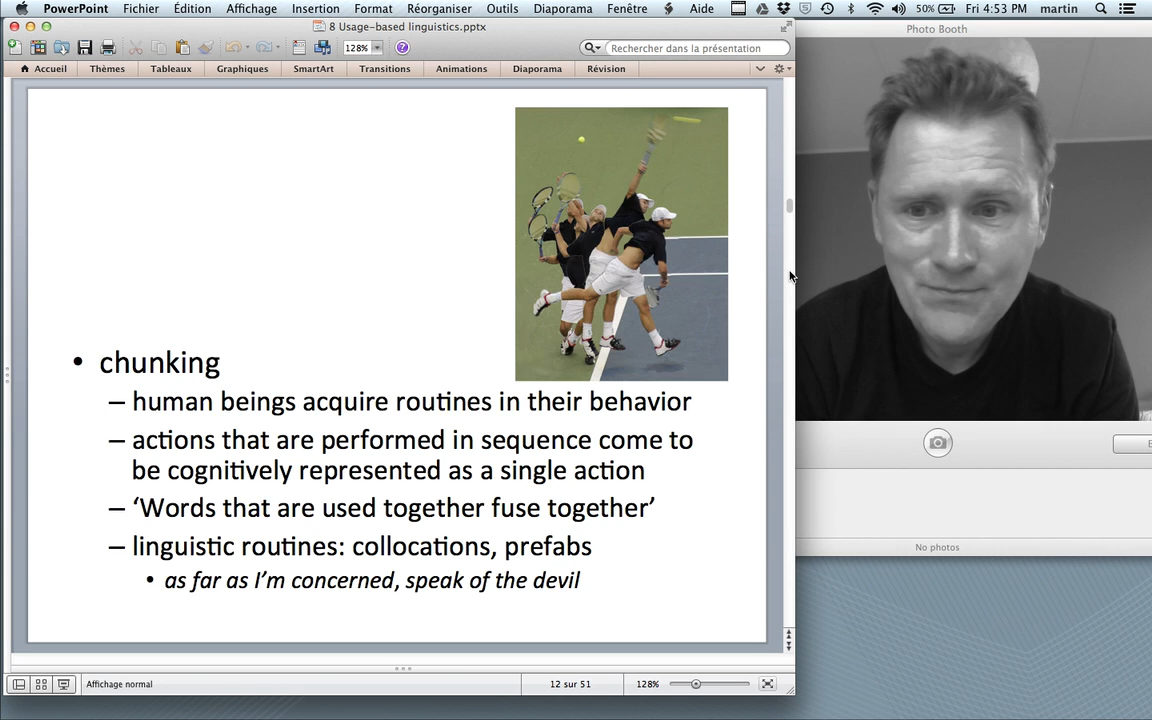 PowerPoint Fichier Édition Affichage Insertion Format Réorganiser Outils Diaporama Fenêtre Aide 50% Fri 4:53 PM martin
8 Usage-based linguistics.pptx
Photo Booth
128% Rechercher dans la présentation
Accueil Thèmes Tableaux Graphiques SmartArt Transitions Animations Diaporama Révision
• chunking
– human beings acquire routines in their behavior
– actions that are performed in sequence come to
be cognitively represented as a single action
– ‘Words that are used together fuse together’
– linguistic routines: collocations, prefabs
• as far as I’m concerned, speak of the devil
No photos
Affichage normal 12 sur 51 128%